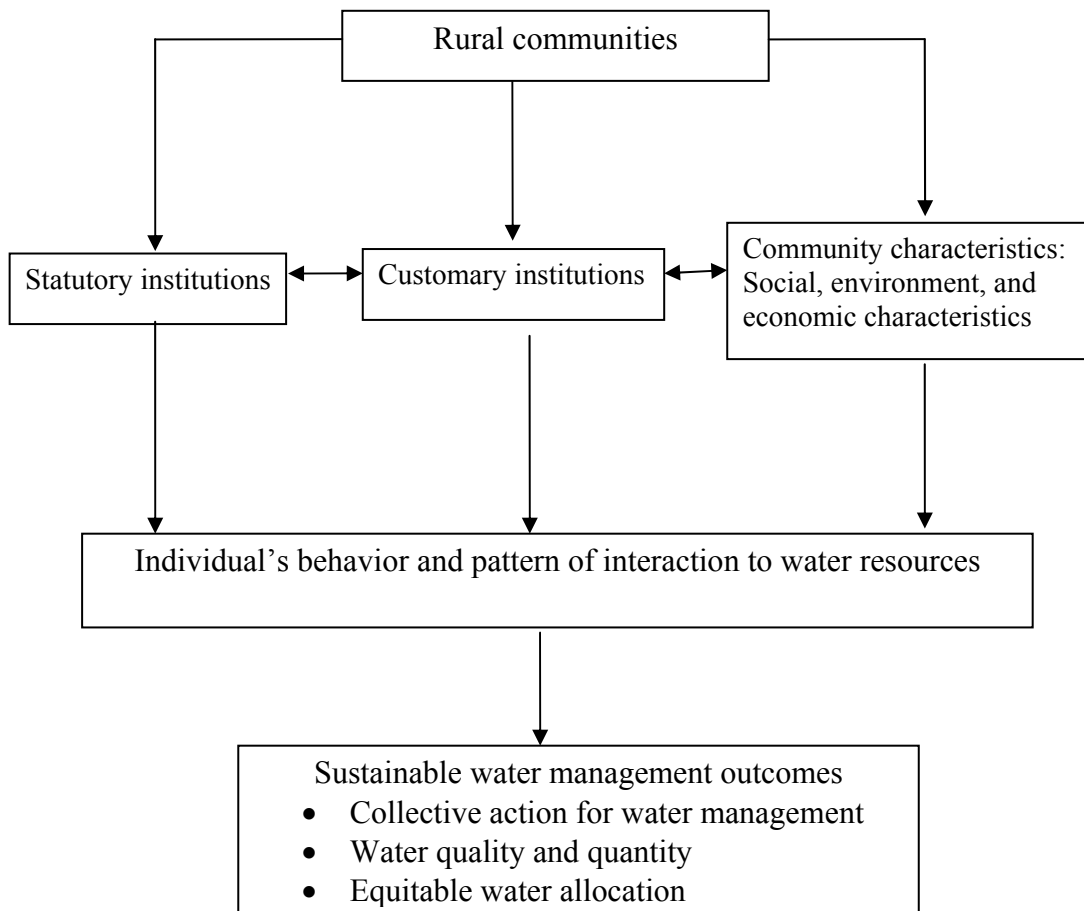 Rural communities
Statutory institutions
Customary institutions
Community characteristics:
Social, environment, and
economic characteristics
Individual’s behavior and pattern of interaction to water resources
Sustainable water management outcomes
• Collective action for water management
• Water quality and quantity
• Equitable water allocation